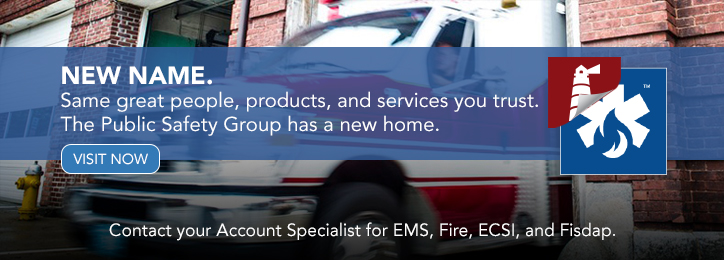 NEW NAME.
Same great people, products, and services you trust.
The Public Safety Group has a new home.
VISIT NOW
TM
Contact your Account Specialist for EMS, Fire, ECSI, and Fisdap.